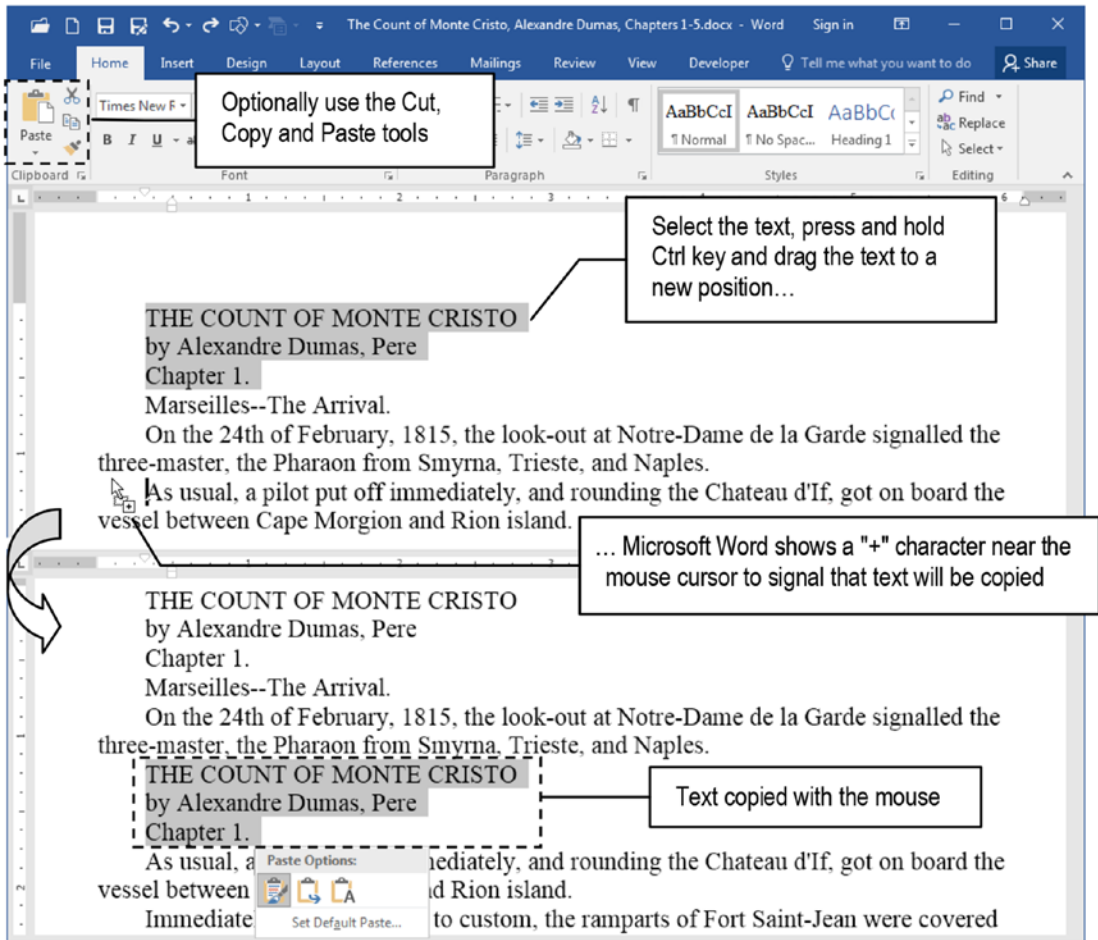 The Count of Monte Cristo, Alexandre Dumas, Chapters 1-5.docx - Word Sign in
File Home Insert Design Layout References Mailings Review View Developer Tell me what you want to do Share
Optionally use the Cut,
Copy and Paste tools
Paste
Times New F
B I U
Clipboard Font Paragraph Styles Editing
AaBbCcI AaBbCcI AaBbCc
¶ Normal ¶ No Spac... Heading 1
Find
Replace
Select
L 1 2 3 6
Select the text, press and hold
Ctrl key and drag the text to a
new position…
THE COUNT OF MONTE CRISTO
by Alexandre Dumas, Pere
Chapter 1.
Marseilles--The Arrival.
On the 24th of February, 1815, the look-out at Notre-Dame de la Garde signalled the
three-master, the Pharaon from Smyrna, Trieste, and Naples.
As usual, a pilot put off immediately, and rounding the Chateau d'If, got on board the
vessel between Cape Morgion and Rion island.
… Microsoft Word shows a "+" character near the
mouse cursor to signal that text will be copied
THE COUNT OF MONTE CRISTO
by Alexandre Dumas, Pere
Chapter 1.
Marseilles--The Arrival.
On the 24th of February, 1815, the look-out at Notre-Dame de la Garde signalled the
three-master, the Pharaon from Smyrna, Trieste, and Naples.
THE COUNT OF MONTE CRISTO
by Alexandre Dumas, Pere
Chapter 1.
Text copied with the mouse
As usual, a nediately, and rounding the Chateau d'If, got on board the
vessel between d Rion island.
Immediate to custom, the ramparts of Fort Saint-Jean were covered
Paste Options:
Set Default Paste...